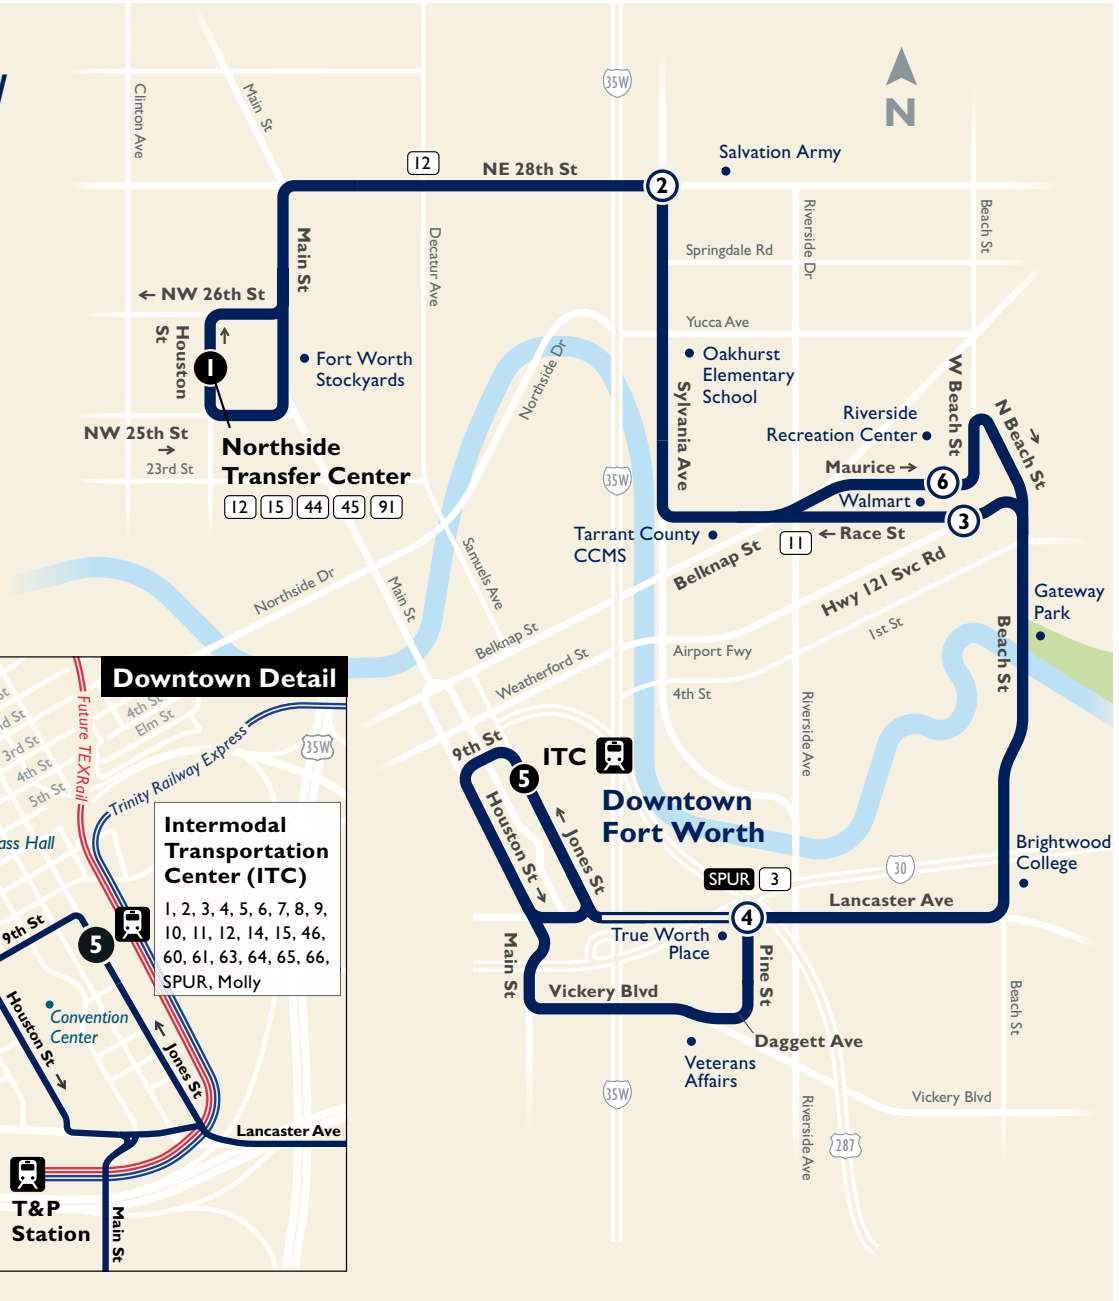 35W
N
Clinton Ave
Main St
Salvation Army
12
NE 28th St
2
Main St
Decatur Ave
Riverside Dr
Beach St
Springdale Rd
← NW 26th St
Houston
St
1
Fort Worth
Stockyards
Yucca Ave
Northside Dr
Oakhurst
Elementary
School
Sylvania Ave
W Beach St
N Beach St →
Riverside
Recreation Center
NW 25th St
→
23rd St
Northside
Transfer Center
12 15 44 45 91
35W
Maurice →
6
Walmart
3
Tarrant County
CCMS
11
← Race St
Belknap St
Hwy 121 Svc Rd
Samuels Ave
Northside Dr
Main St
Gateway
Park
1st St
Belknap St
Weatherford St
Airport Fwy
4th St
Beach St
Riverside Ave
9th St
5
ITC
Houston St →
← Jones St
Downtown
Fort Worth
SPUR 3
30
Brightwood
College
Lancaster Ave
4
True Worth
Place
Main St
Pine St
Vickery Blvd
Daggett Ave
Veterans
Affairs
Beach St
35W
Riverside Ave
287
Vickery Blvd
Downtown Detail
Future TEXRail
4th St
Elm St
Trinity Railway Express
35W
st
nd St
3rd St
4th St
5th St
ass Hall
Intermodal
Transportation
Center (ITC)
1, 2, 3, 4, 5, 6, 7, 8, 9,
10, 11, 12, 14, 15, 46,
60, 61, 63, 64, 65, 66,
SPUR, Molly
9th St
5
Convention
Center
Houston St →
← Jones St
Lancaster Ave
T&P
Station
Main St